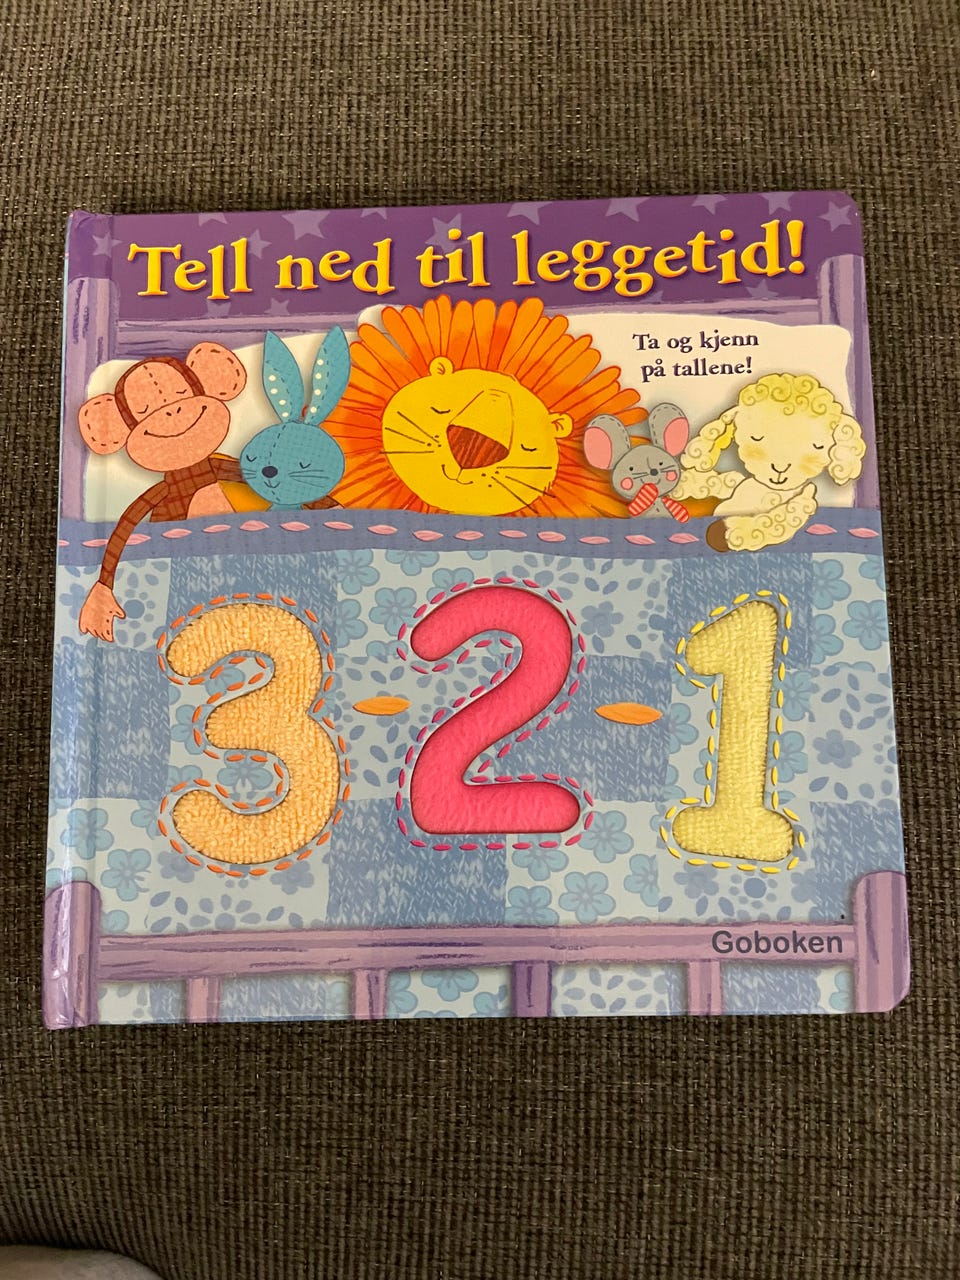 Tell ned til leggetid!
Ta og kjenn
på tallene!
3 - 2 - 1
Goboken